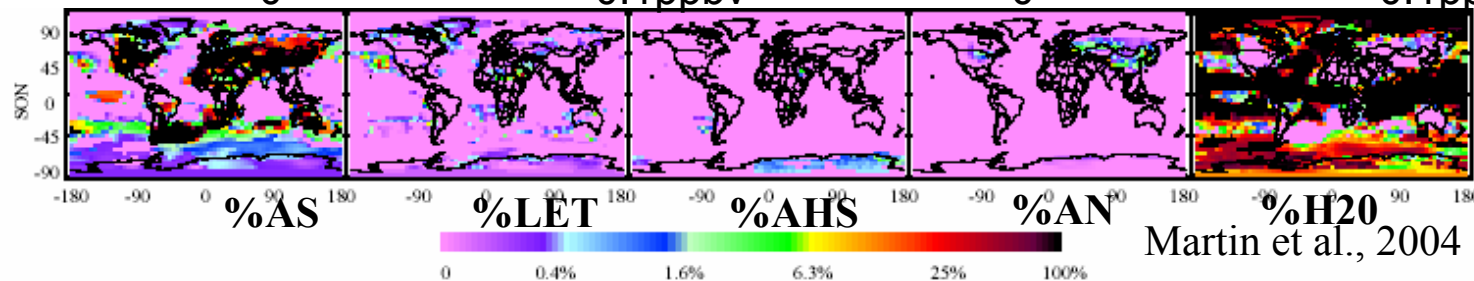 90
45
0
-45
-90
SON
-180 -90 0 90 180 -90 0 90 180 -90 0 90 180 -90 0 90 180 -90 0 90 180
%AS %LET %AHS %AN %H20
Martin et al., 2004
0 0.4% 1.6% 6.3% 25% 100%